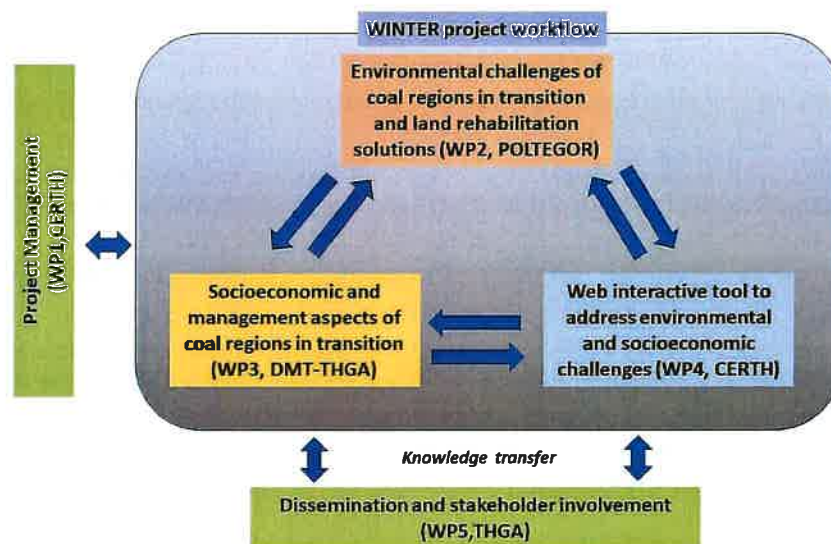 WINTER project workflow
Environmental challenges of
coal regions in transition
and land rehabilitation
solutions (WP2, POLTEGOR)
Project Management
(WP1,CERTH)
Socioeconomic and
management aspects of
coal regions in transition
(WP3, DMT-THGA)
Web interactive tool to
address environmental
and socioeconomic
challenges (WP4, CERTH)
Knowledge transfer
Dissemination and stakeholder involvement
(WP5,THGA)